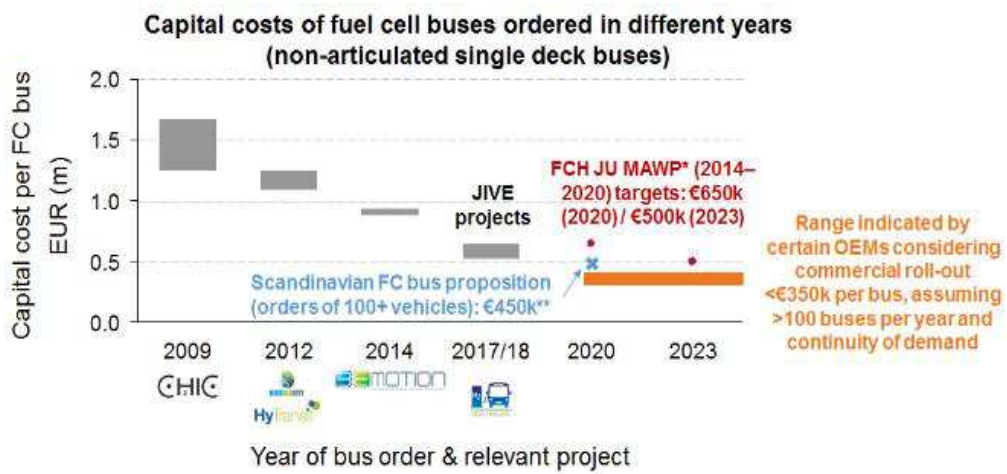 Capital costs of fuel cell buses ordered in different years
(non-articulated single deck buses)
Capital cost per FC bus
EUR (m)
2.0
1.5
1.0
0.5
0.0
JIVE
projects
FCH JU MAWP* (2014–
2020) targets: €650k
(2020) / €500k (2023)
Scandinavian FC bus proposition
(orders of 100+ vehicles): €450k**
Range indicated by
certain OEMs considering
commercial roll-out
<€350k per bus, assuming
>100 buses per year and
continuity of demand
2009
2012
2014
2017/18
2020
2023
CHIC
HyTransit
3EMOTION
Year of bus order & relevant project